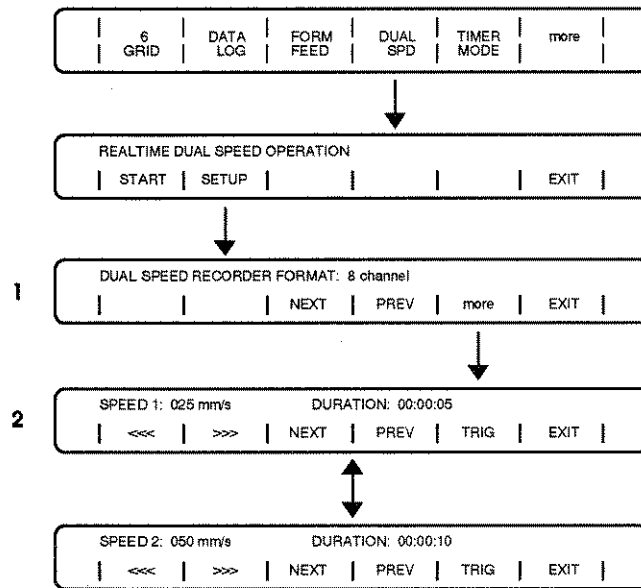 6 GRID | DATA LOG | FORM FEED | DUAL SPD | TIMER MODE | more
REALTIME DUAL SPEED OPERATION
START | SETUP | | | | EXIT
1
DUAL SPEED RECORDER FORMAT: 8 channel
| | NEXT | PREV | more | EXIT
2
SPEED 1: 025 mm/s DURATION: 00:00:05
<<< | >>> | NEXT | PREV | TRIG | EXIT
SPEED 2: 050 mm/s DURATION: 00:00:10
<<< | >>> | NEXT | PREV | TRIG | EXIT